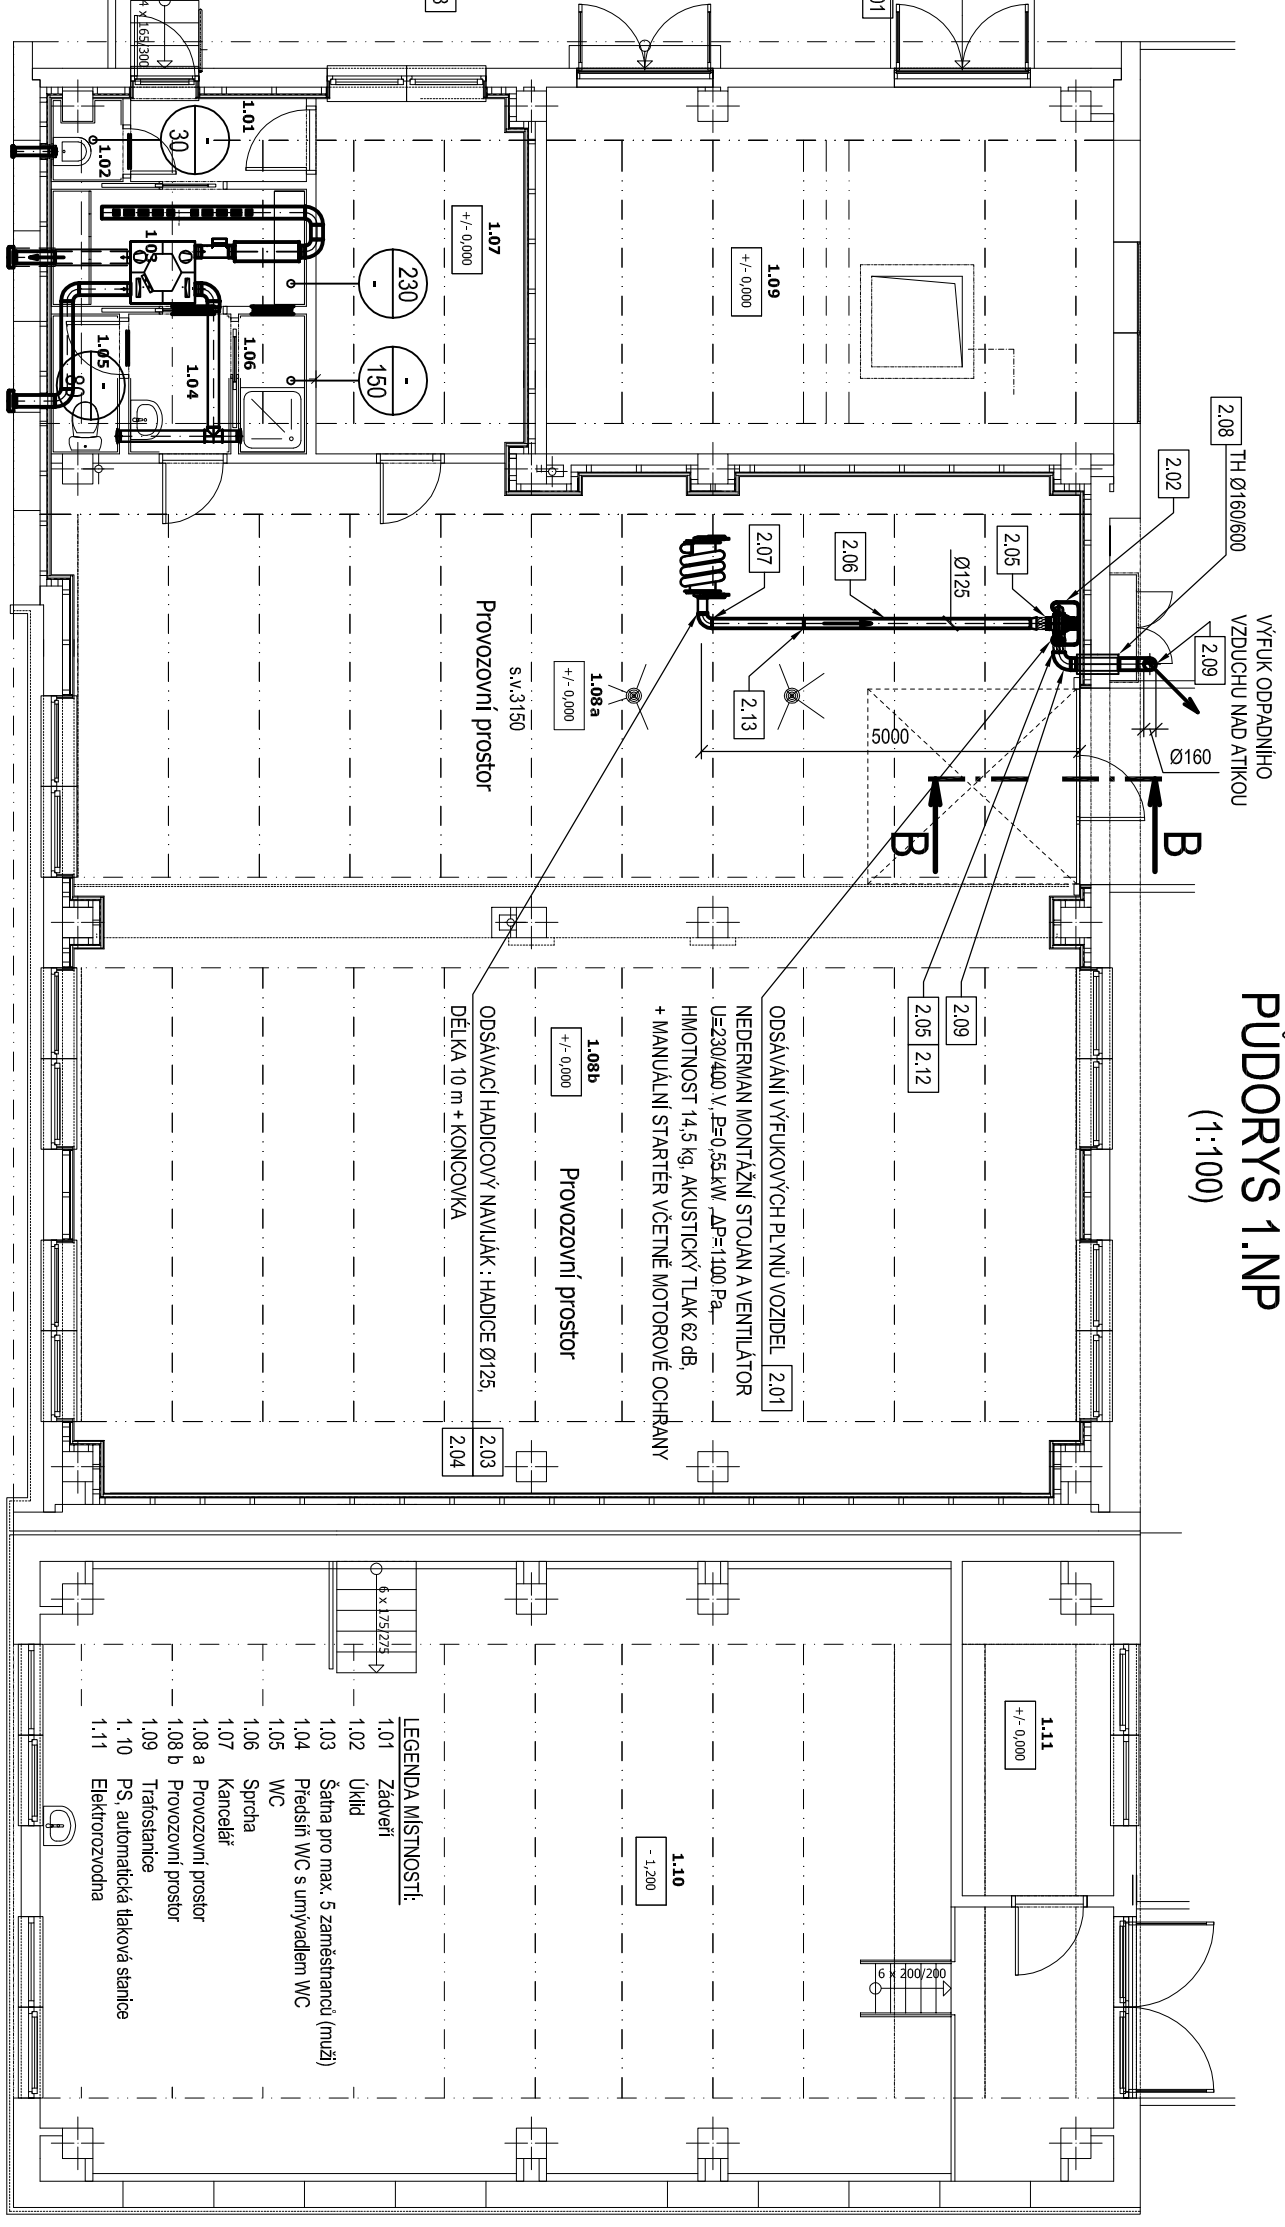 PŮDORYS 1.NP
(1:100)
VÝFUK ODPADNÍHO
VZDUCHU NAD ATIKOU
2.08
TH Ø160/600
2.02
2.09
Ø160
B
B
2.05
Ø125
2.06
2.07
2.13
5000
2.09
2.05
2.12
ODSÁVÁNÍ VÝFUKOVÝCH PLYNŮ VOZIDEL
2.01
NEDERMAN MONTÁŽNÍ STOJAN A VENTILÁTOR
U=230/400 V, P=0,55 kW, ΔP=1100 Pa,
HMOTNOST 14,5 kg, AKUSTICKÝ TLAK 62 dB,
+ MANUÁLNÍ STARTÉR VČETNĚ MOTOROVÉ OCHRANY
ODSÁVACÍ HADICOVÝ NAVIJÁK : HADICE Ø125,
DÉLKA 10 m + KONCOVKA
2.03
2.04
1.09
+/- 0,000
1.07
+/- 0,000
1.08a
+/- 0,000
Provozovní prostor
s.v.3150
1.08b
+/- 0,000
Provozovní prostor
1.11
+/- 0,000
1.10
- 1,200
6 x 200/200
6 x 175/275
4 x 165/300
01
1.01
30
-
1.02
1.03
230
-
150
-
1.06
1.04
1.05
80
-
LEGENDA MÍSTNOSTÍ:
1.01 Zádveří
1.02 Úklid
1.03 Šatna pro max. 5 zaměstnanců (muži)
1.04 Předsíň WC s umývadlem WC
1.05 WC
1.06 Sprcha
1.07 Kancelář
1.08 a Provozovní prostor
1.08 b Provozovní prostor
1.09 Trafostanice
1. 10 PS, automatická tlaková stanice
1.11 Elektrorozvodna